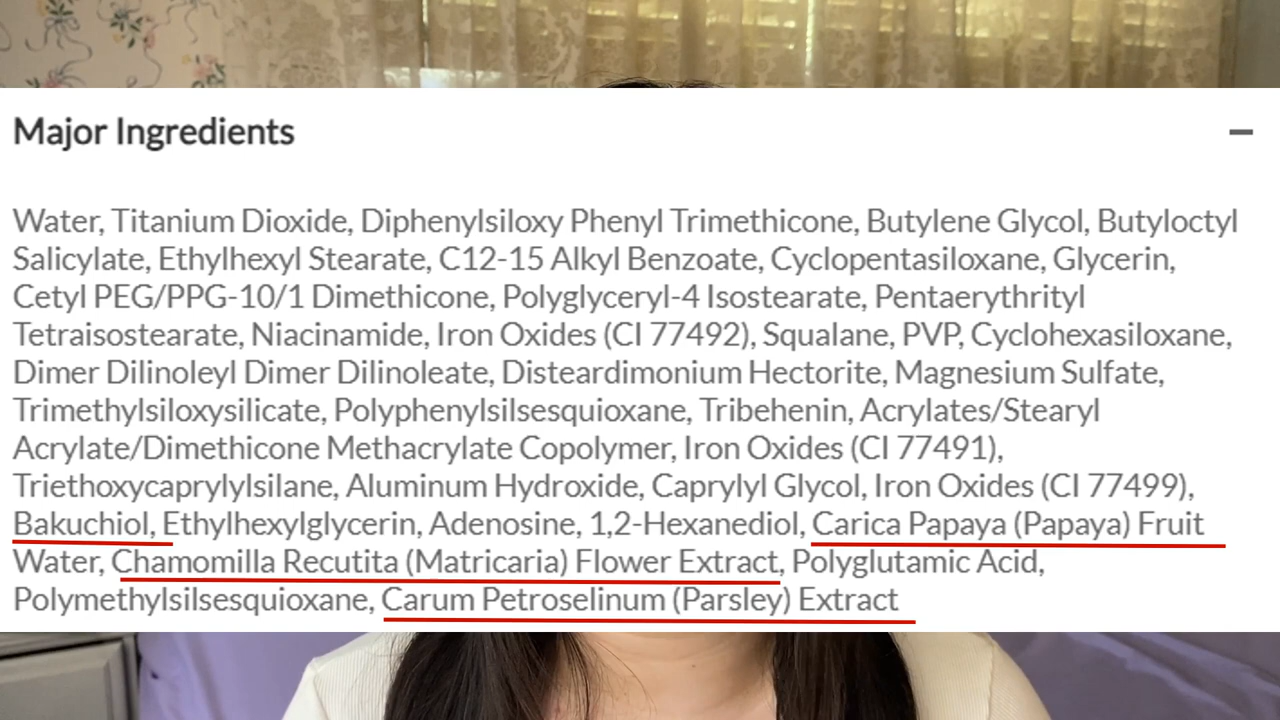 Major Ingredients
Water, Titanium Dioxide, Diphenylsiloxy Phenyl Trimethicone, Butylene Glycol, Butyloctyl
Salicylate, Ethylhexyl Stearate, C12-15 Alkyl Benzoate, Cyclopentasiloxane, Glycerin,
Cetyl PEG/PPG-10/1 Dimethicone, Polyglyceryl-4 Isostearate, Pentaerythrityl
Tetraisostearate, Niacinamide, Iron Oxides (CI 77492), Squalane, PVP, Cyclohexasiloxane,
Dimer Dilinoleyl Dimer Dilinoleate, Disteardimonium Hectorite, Magnesium Sulfate,
Trimethylsiloxysilicate, Polyphenylsilsesquioxane, Tribehenin, Acrylates/Stearyl
Acrylate/Dimethicone Methacrylate Copolymer, Iron Oxides (CI 77491),
Triethoxycaprylylsilane, Aluminum Hydroxide, Caprylyl Glycol, Iron Oxides (CI 77499),
Bakuchiol, Ethylhexylglycerin, Adenosine, 1,2-Hexanediol, Carica Papaya (Papaya) Fruit
Water, Chamomilla Recutita (Matricaria) Flower Extract, Polyglutamic Acid,
Polymethylsilsesquioxane, Carum Petroselinum (Parsley) Extract